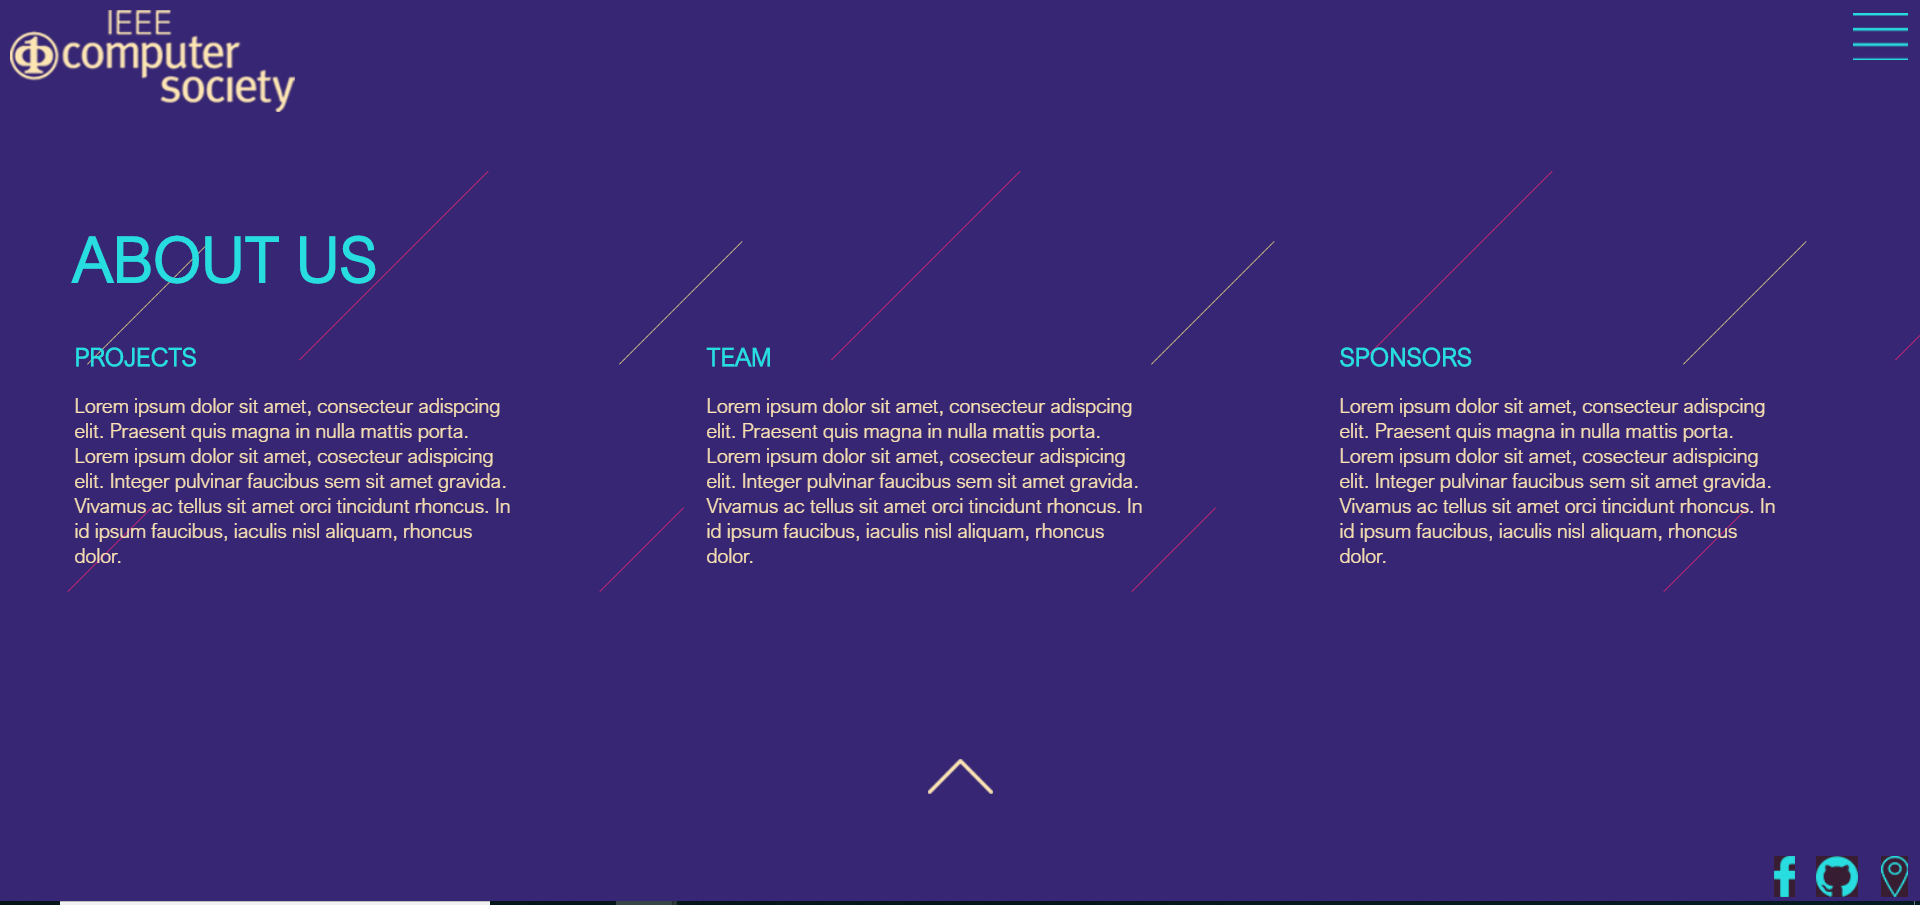 IEEE
computer
society
ABOUT US
PROJECTS
Lorem ipsum dolor sit amet, consecteur adispcing
elit. Praesent quis magna in nulla mattis porta.
Lorem ipsum dolor sit amet, cosecteur adispicing
elit. Integer pulvinar faucibus sem sit amet gravida.
Vivamus ac tellus sit amet orci tincidunt rhoncus. In
id ipsum faucibus, iaculis nisl aliquam, rhoncus
dolor.
TEAM
Lorem ipsum dolor sit amet, consecteur adispcing
elit. Praesent quis magna in nulla mattis porta.
Lorem ipsum dolor sit amet, cosecteur adispicing
elit. Integer pulvinar faucibus sem sit amet gravida.
Vivamus ac tellus sit amet orci tincidunt rhoncus. In
id ipsum faucibus, iaculis nisl aliquam, rhoncus
dolor.
SPONSORS
Lorem ipsum dolor sit amet, consecteur adispcing
elit. Praesent quis magna in nulla mattis porta.
Lorem ipsum dolor sit amet, cosecteur adispicing
elit. Integer pulvinar faucibus sem sit amet gravida.
Vivamus ac tellus sit amet orci tincidunt rhoncus. In
id ipsum faucibus, iaculis nisl aliquam, rhoncus
dolor.